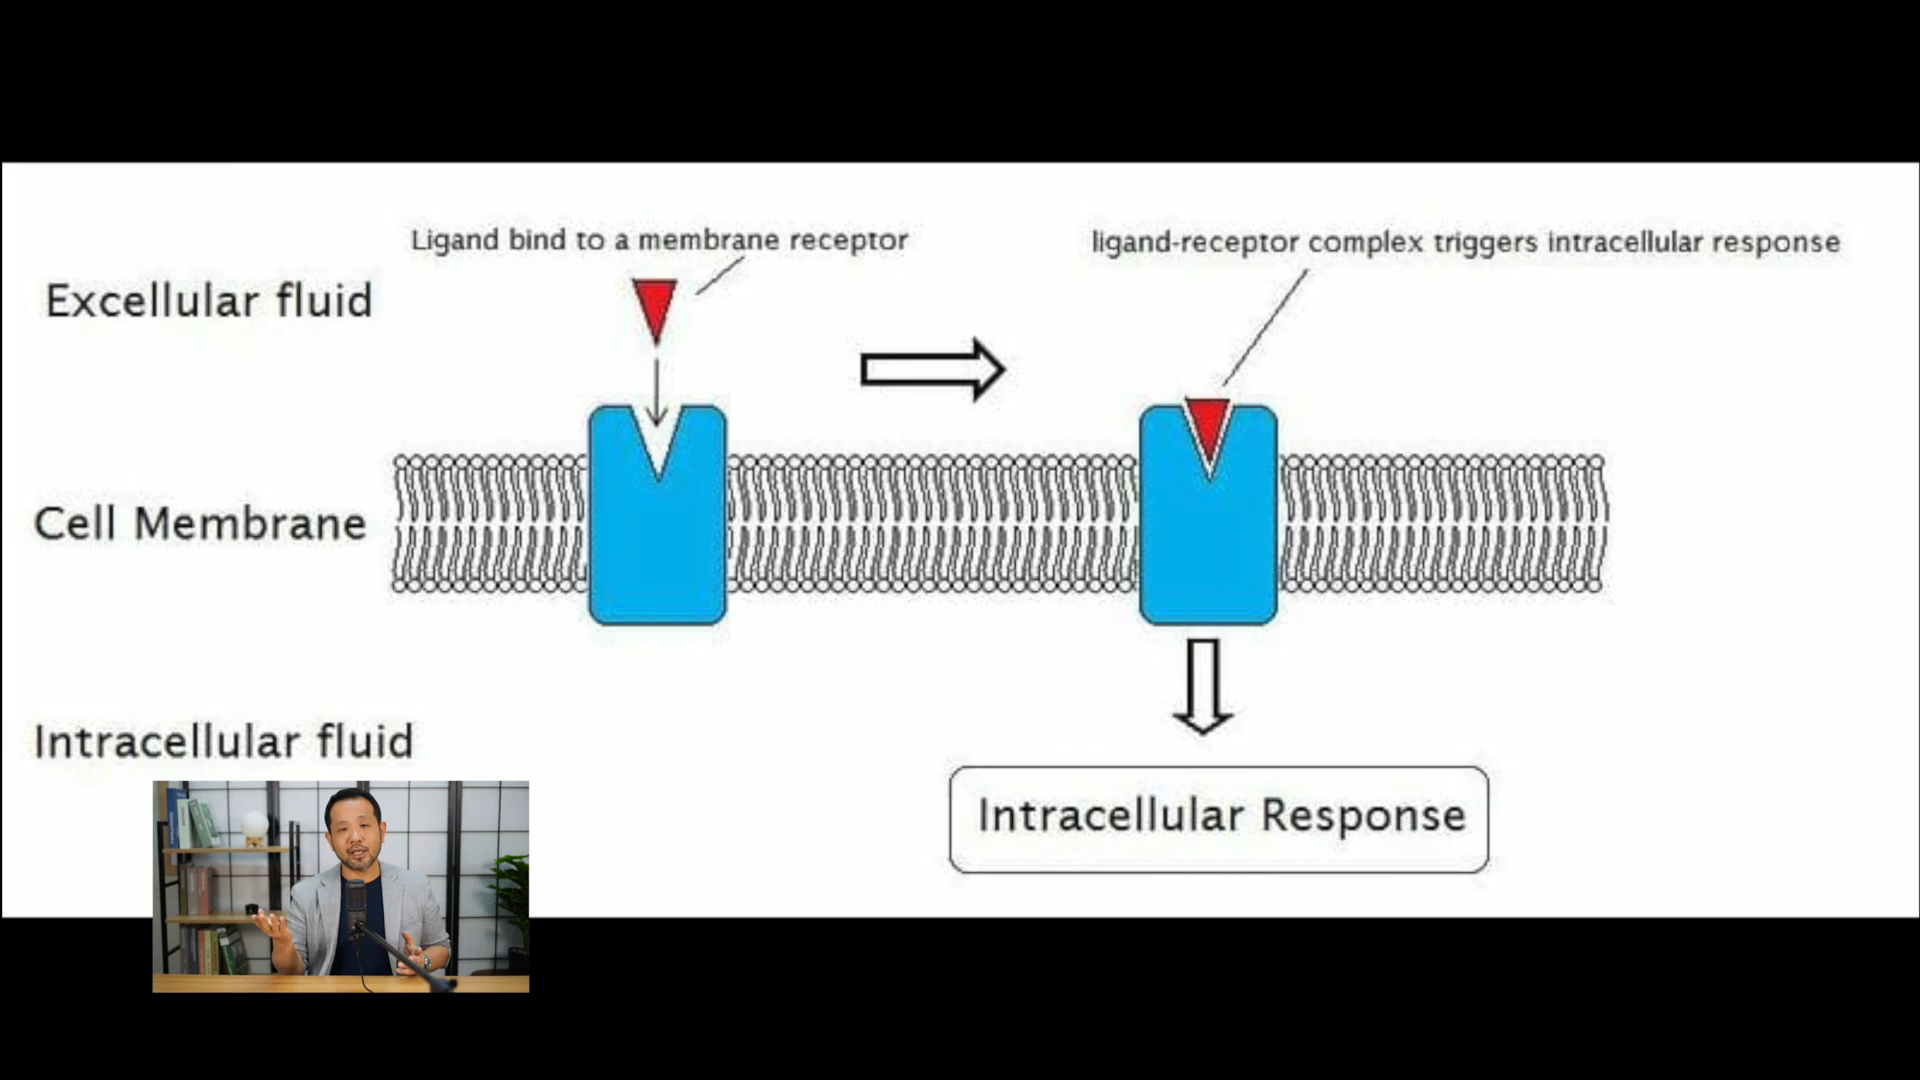 Ligand bind to a membrane receptor
ligand-receptor complex triggers intracellular response
Excellular fluid
Cell Membrane
Intracellular fluid
Intracellular Response